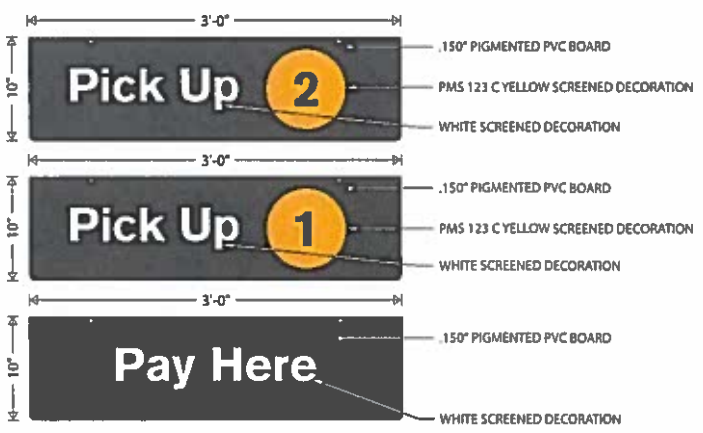 3'-0"
10"
Pick Up 2
.150" PIGMENTED PVC BOARD
PMS 123 C YELLOW SCREENED DECORATION
WHITE SCREENED DECORATION
3'-0"
10"
Pick Up 1
.150" PIGMENTED PVC BOARD
PMS 123 C YELLOW SCREENED DECORATION
WHITE SCREENED DECORATION
3'-0"
10"
Pay Here
.150" PIGMENTED PVC BOARD
WHITE SCREENED DECORATION